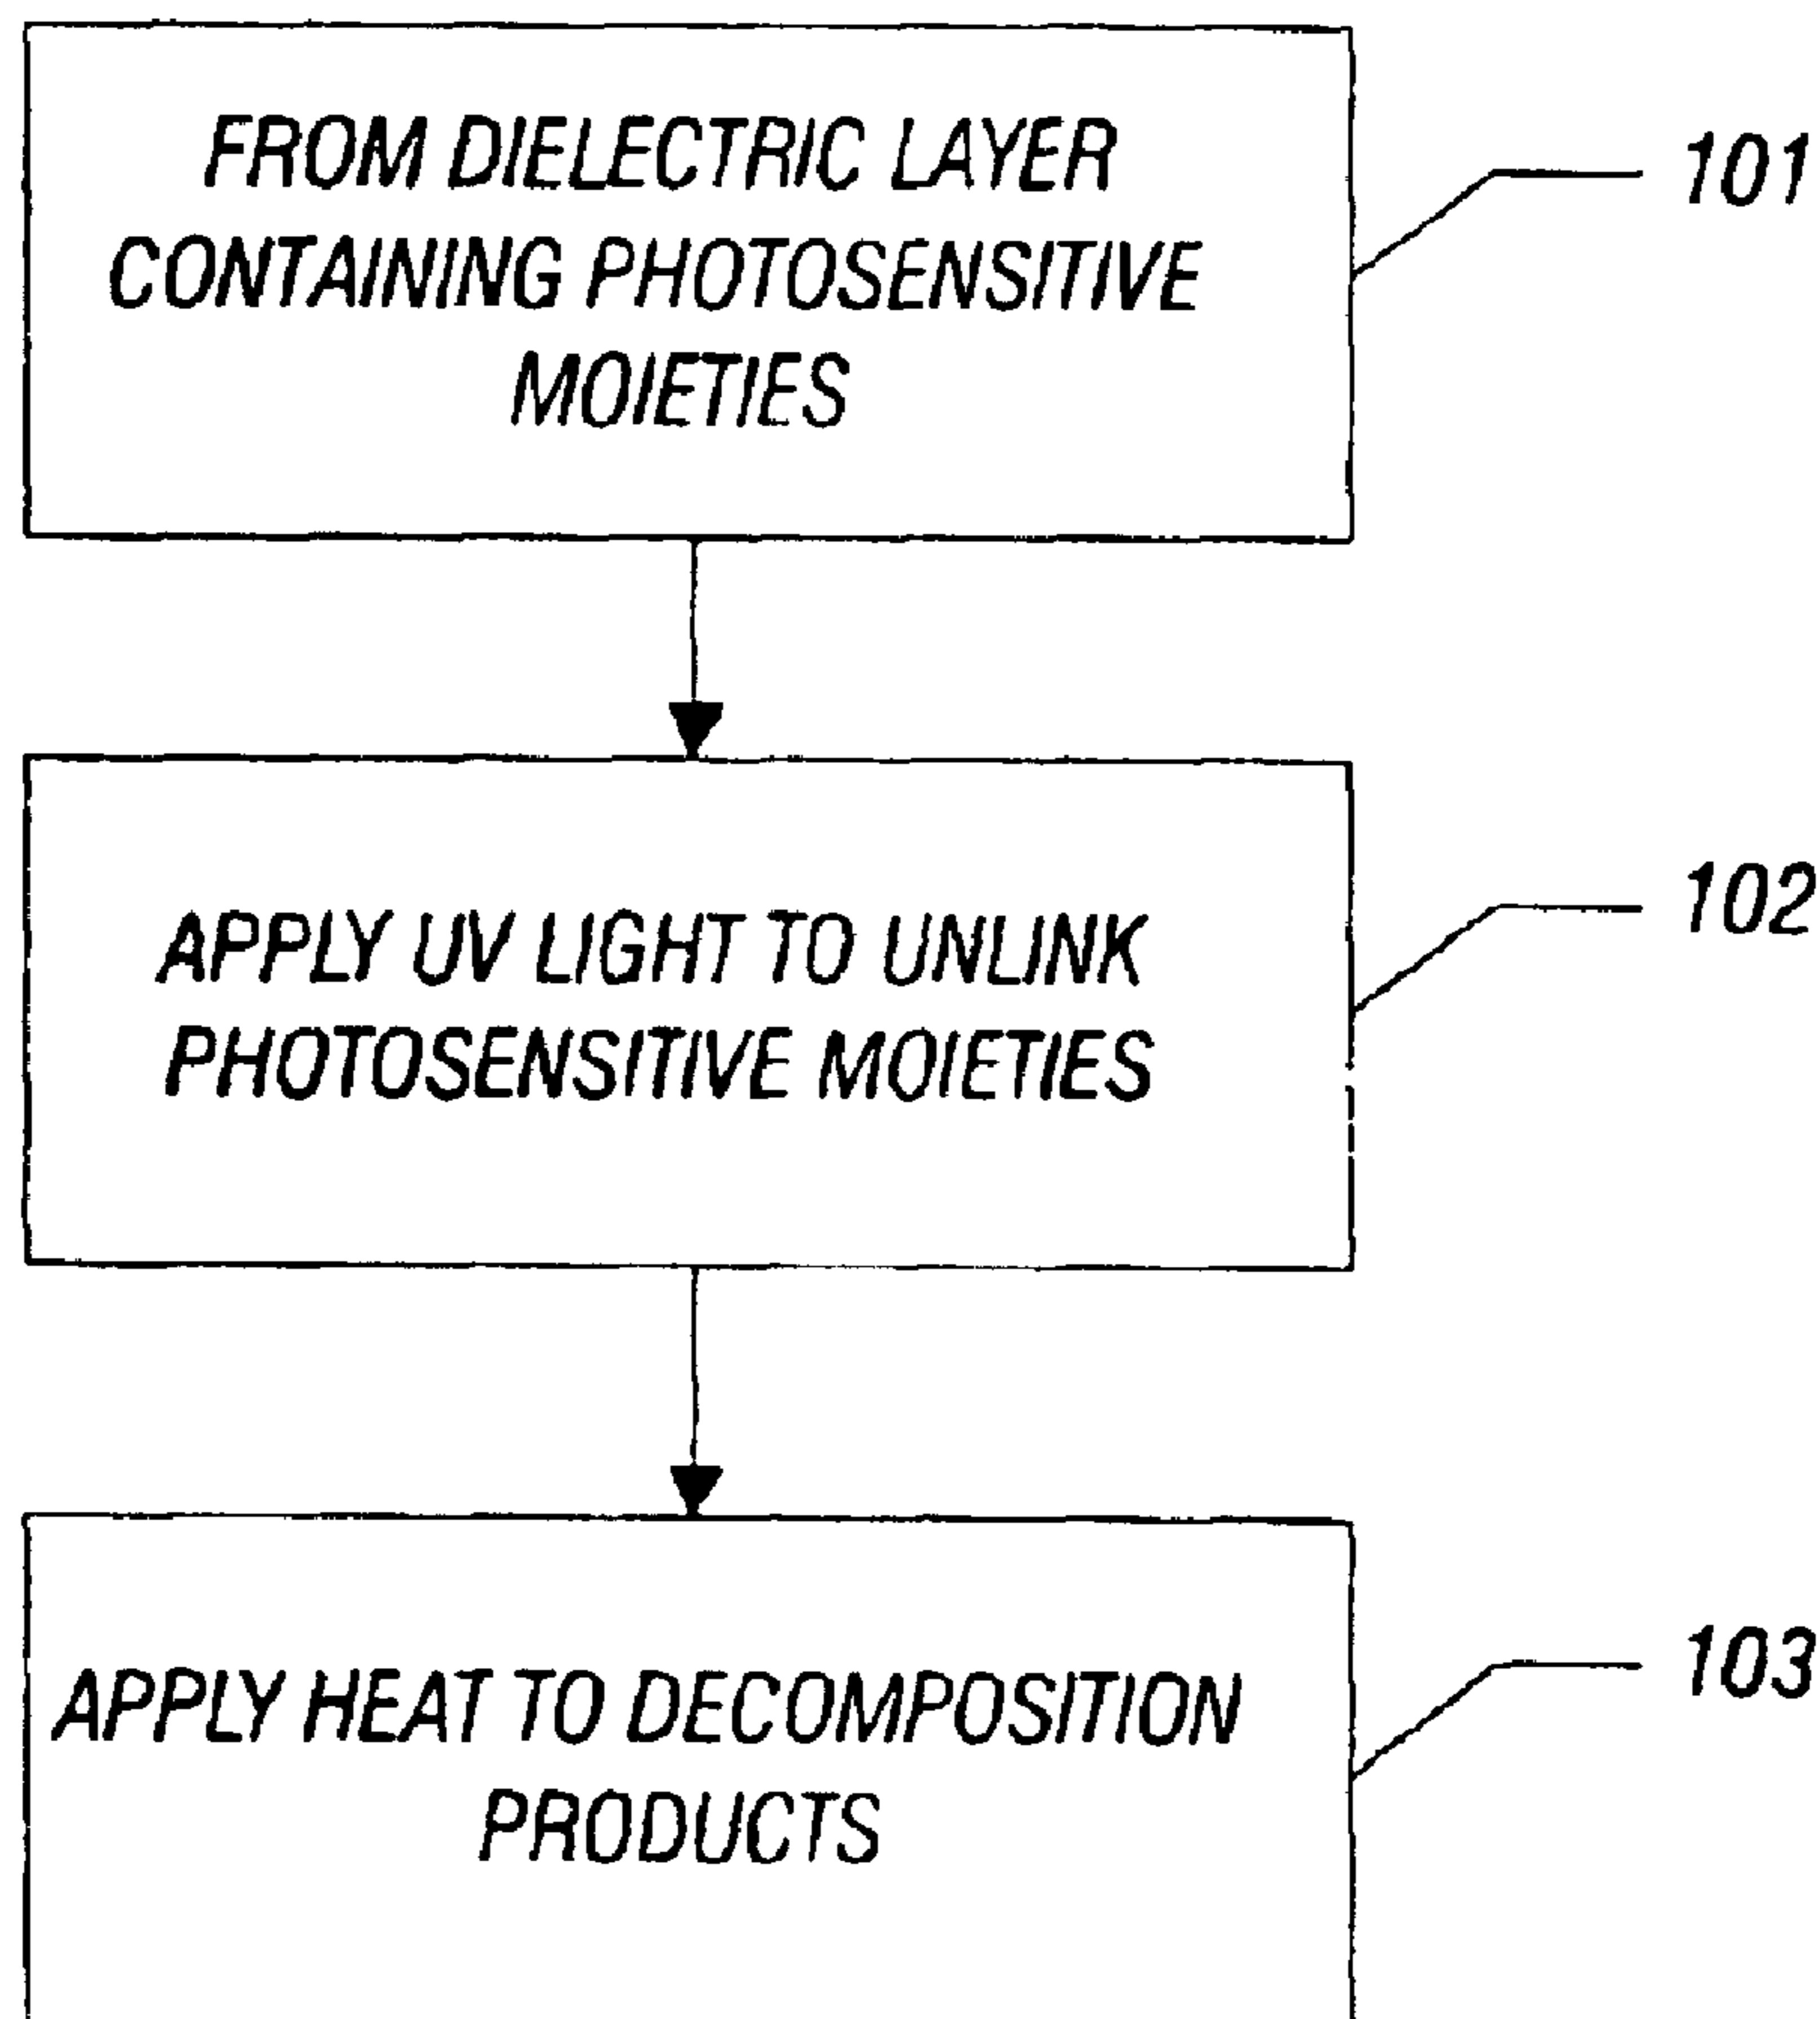 FROM DIELECTRIC LAYER
CONTAINING PHOTOSENSITIVE
MOIETIES
101
APPLY UV LIGHT TO UNLINK
PHOTOSENSITIVE MOIETIES
102
APPLY HEAT TO DECOMPOSITION
PRODUCTS
103